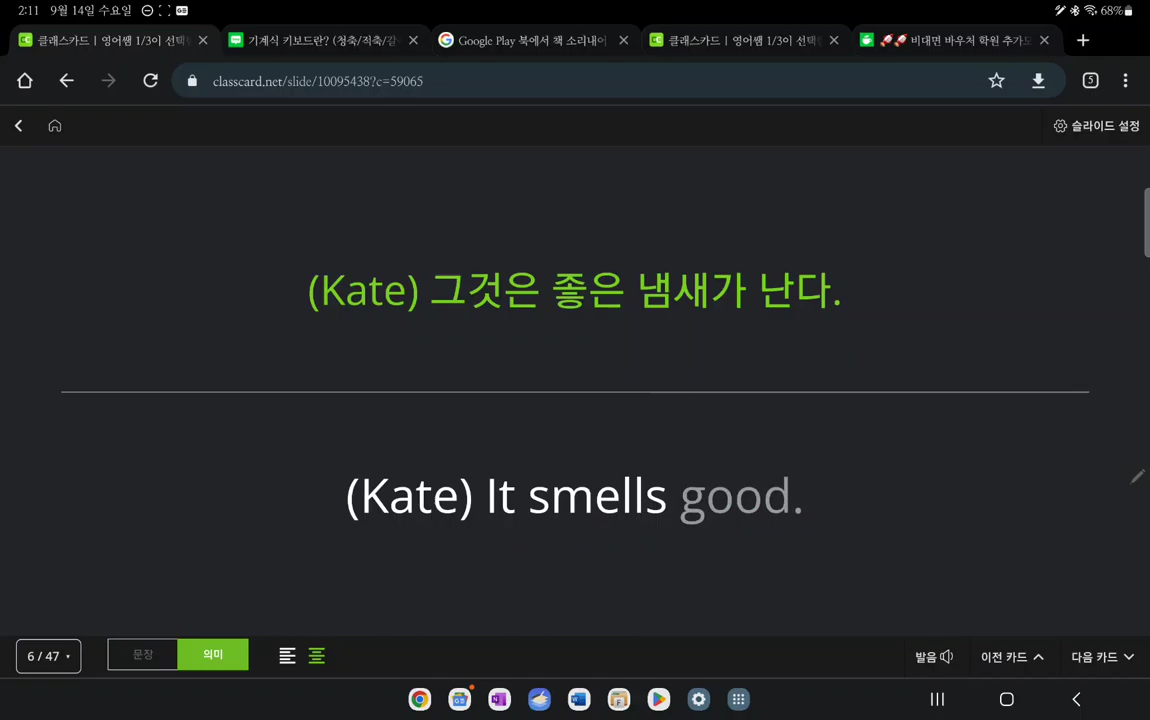 2:11 9월 14일 수요일 68%
클래스카드 | 영어쌤 1/3이 선택한
기계식 키보드란? (청축/직축/갈
Google Play 북에서 책 소리내어
클래스카드 | 영어쌤 1/3이 선택
비대면 바우처 학원 추가모
classcard.net/slide/10095438?c=59065
5
슬라이드 설정
(Kate) 그것은 좋은 냄새가 난다.
(Kate) It smells good.
6 / 47 문장 의미 발음 이전 카드 다음 카드